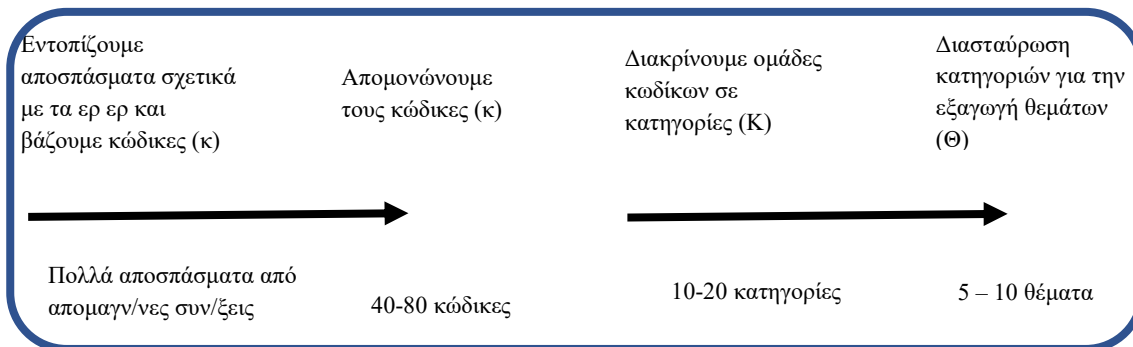 Εντοπίζουμε
αποσπάσματα σχετικά
με τα ερ ερ και
βάζουμε κώδικες (κ)
Απομονώνουμε
τους κώδικες (κ)
Διακρίνουμε ομάδες
κωδίκων σε
κατηγορίες (Κ)
Διασταύρωση
κατηγοριών για την
εξαγωγή θεμάτων
(Θ)
Πολλά αποσπάσματα από
απομαγν/νες συν/ξεις
40-80 κώδικες
10-20 κατηγορίες
5 – 10 θέματα